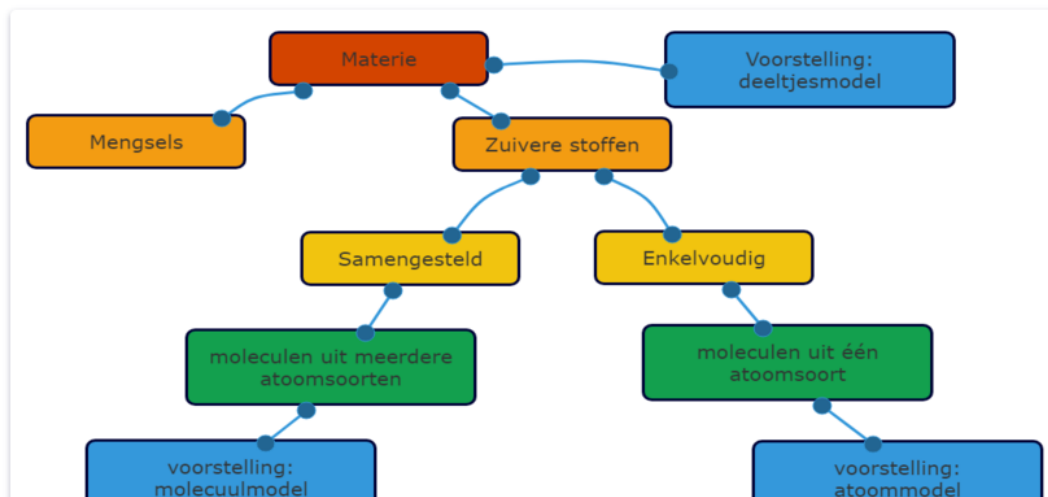 Materie
Voorstelling:
deeltjesmodel
Mengsels
Zuivere stoffen
Samengesteld
Enkelvoudig
moleculen uit meerdere
atoomsoorten
moleculen uit één
atoomsoort
voorstelling:
molecuulmodel
voorstelling:
atoommodel